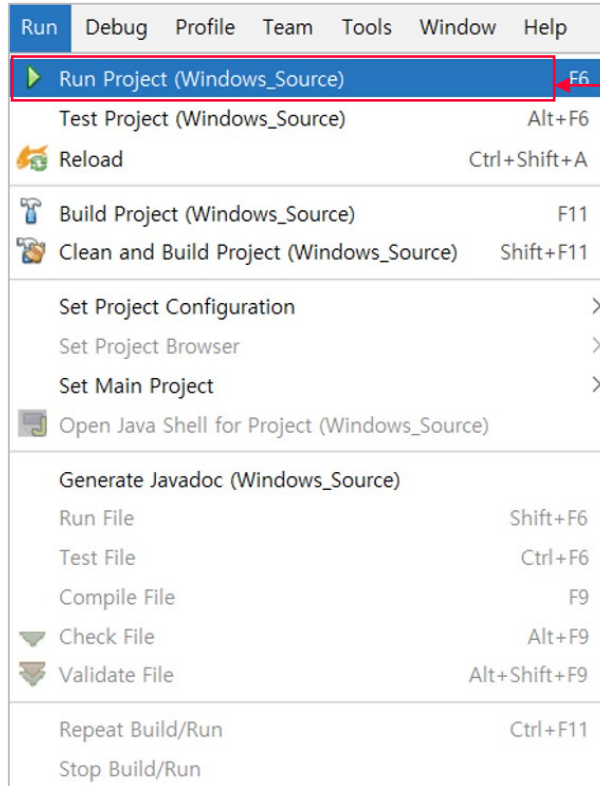 Run Debug Profile Team Tools Window Help
Run Project (Windows_Source) F6
Test Project (Windows_Source) Alt+F6
Reload Ctrl+Shift+A
Build Project (Windows_Source) F11
Clean and Build Project (Windows_Source) Shift+F11
Set Project Configuration
Set Project Browser
Set Main Project
Open Java Shell for Project (Windows_Source)
Generate Javadoc (Windows_Source)
Run File Shift+F6
Test File Ctrl+F6
Compile File F9
Check File Alt+F9
Validate File Alt+Shift+F9
Repeat Build/Run Ctrl+F11
Stop Build/Run